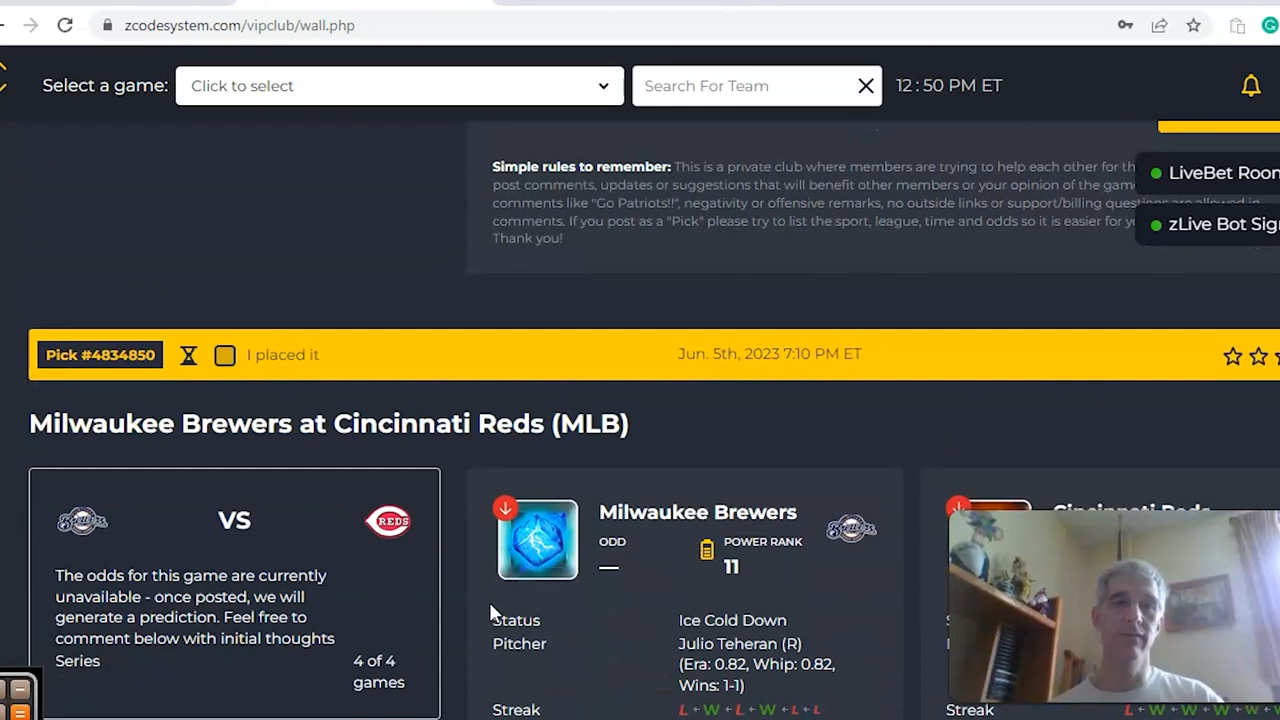 zcodesystem.com/vipclub/wall.php
Select a game: Click to select Search For Team 12:50 PM ET
Simple rules to remember: This is a private club where members are trying to help each other for th
post comments, updates or suggestions that will benefit other members or your opinion of the gam
comments like "Go Patriots!!", negativity or offensive remarks, no outside links or support/billing questions are allowed in
comments. If you post as a "Pick" please try to list the sport, league, time and odds so it is easier for y
Thank you!
LiveBet Room
zLive Bot Sig
Pick #4834850 I placed it Jun. 5th, 2023 7:10 PM ET
Milwaukee Brewers at Cincinnati Reds (MLB)
Brewers VS REDS
The odds for this game are currently
unavailable - once posted, we will
generate a prediction. Feel free to
comment below with initial thoughts
Series 4 of 4
games
Milwaukee Brewers
Brewers
ODD POWER RANK
— 11
Status Ice Cold Down
Pitcher Julio Teheran (R)
(Era: 0.82, Whip: 0.82,
Wins: 1-1)
Streak L W L W L L
Cincinnati Reds
Streak L W W W W